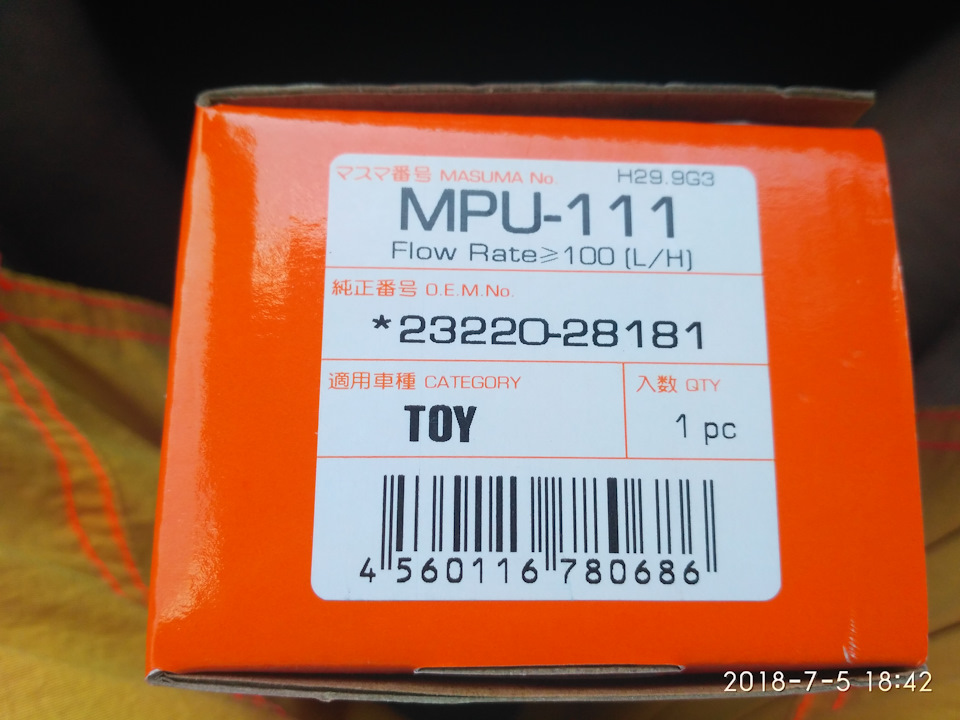 マスマ番号 MASUMA No. H29.9G3
MPU-111
Flow Rate≥100 (L/H)
純正番号 O.E.M.No.
*23220-28181
適用車種 CATEGORY 入数 QTY
TOY 1 pc
4 560116 780686
2018-7-5 18:42